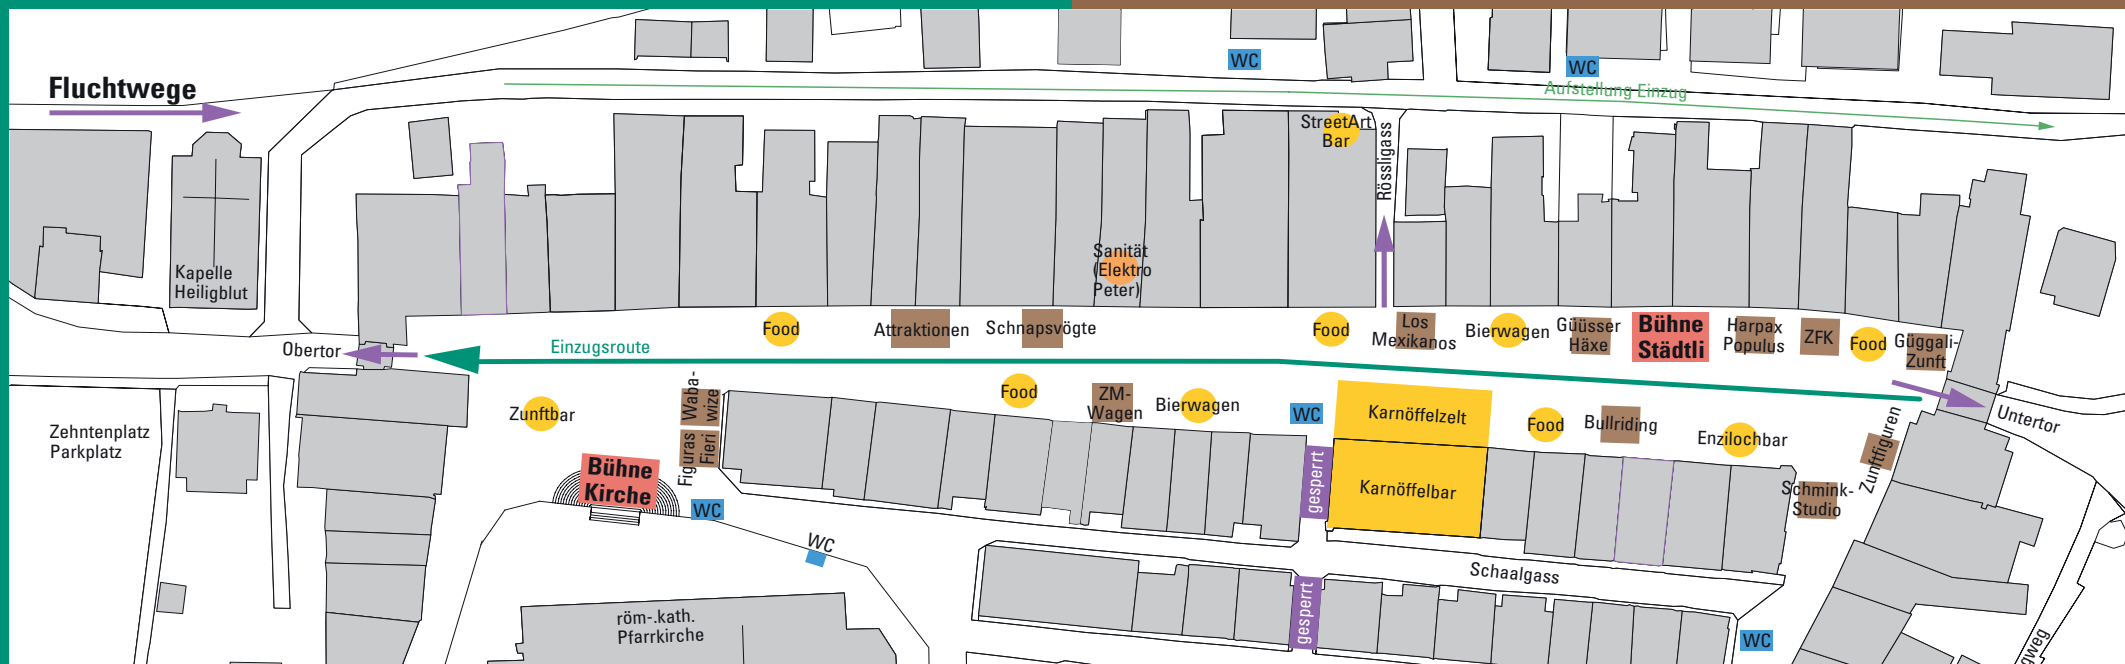 Fluchtwege
WC
WC
Aufstellung Einzug
StreetArt
Bar
Rössligass
Kapelle
Heiligblut
Sanität
(Elektro
Peter)
Obertor
Einzugsroute
Food
Attraktionen
Schnapsvögte
Food
Los
Mexikanos
Bierwagen
Güüsser
Häxe
Bühne
Städtli
Harpax
Populus
ZFK
Food
Güggali-
Zunft
Untertor
Zehntenplatz
Parkplatz
Zunftbar
Waba-
wize
Figuras
Fieri
Food
ZM-
Wagen
Bierwagen
WC
Karnöffelzelt
Food
Bullriding
Enzilochbar
Zunftfiguren
Bühne
Kirche
WC
WC
gesperrt
Karnöffelbar
Schmink-
Studio
Schaalgass
gesperrt
röm-.kath.
Pfarrkirche
WC